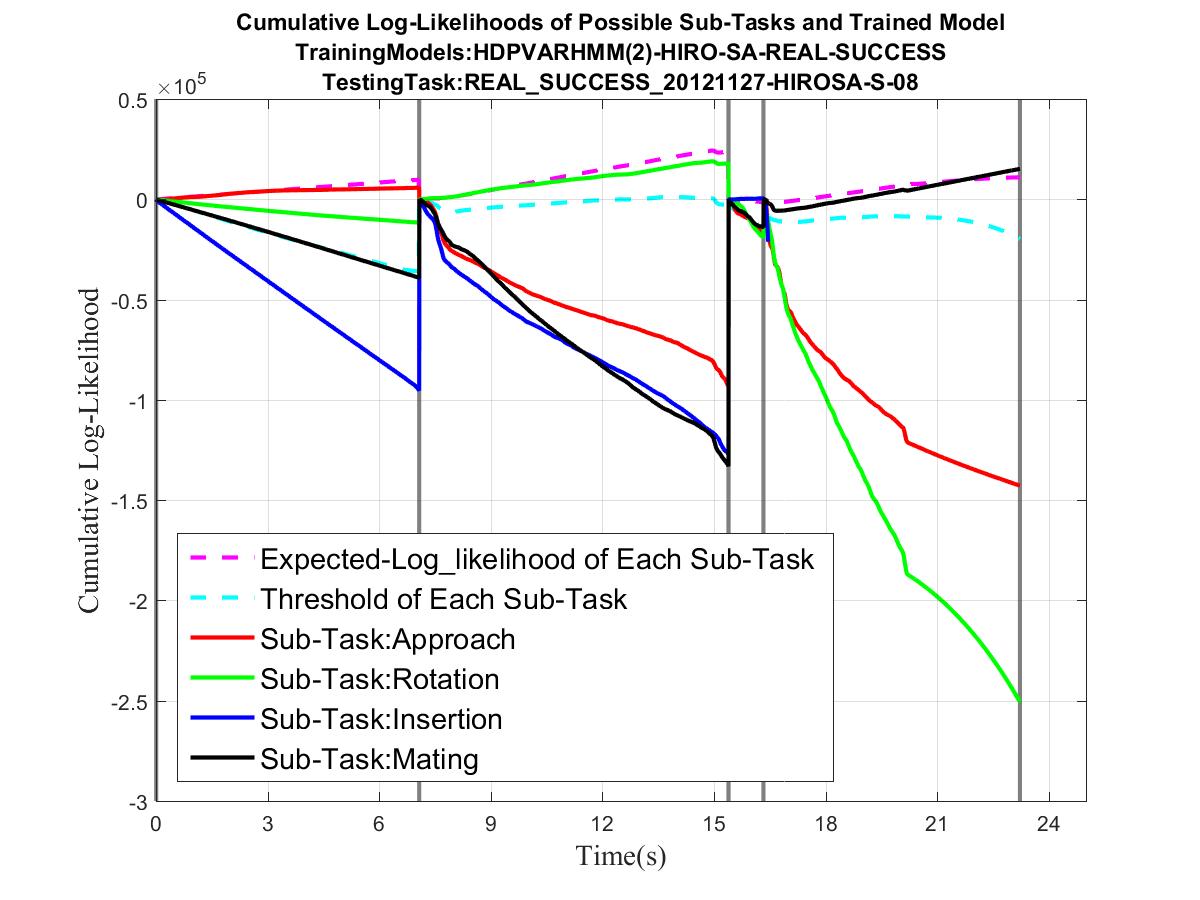 Cumulative Log-Likelihoods of Possible Sub-Tasks and Trained Model
TrainingModels:HDPVARHMM(2)-HIRO-SA-REAL-SUCCESS
TestingTask:REAL_SUCCESS_20121127-HIROSA-S-08
×10^5
0.5
0
-0.5
-1
-1.5
-2
-2.5
-3
Cumulative Log-Likelihood
Expected-Log_likelihood of Each Sub-Task
Threshold of Each Sub-Task
Sub-Task:Approach
Sub-Task:Rotation
Sub-Task:Insertion
Sub-Task:Mating
0 3 6 9 12 15 18 21 24
Time(s)